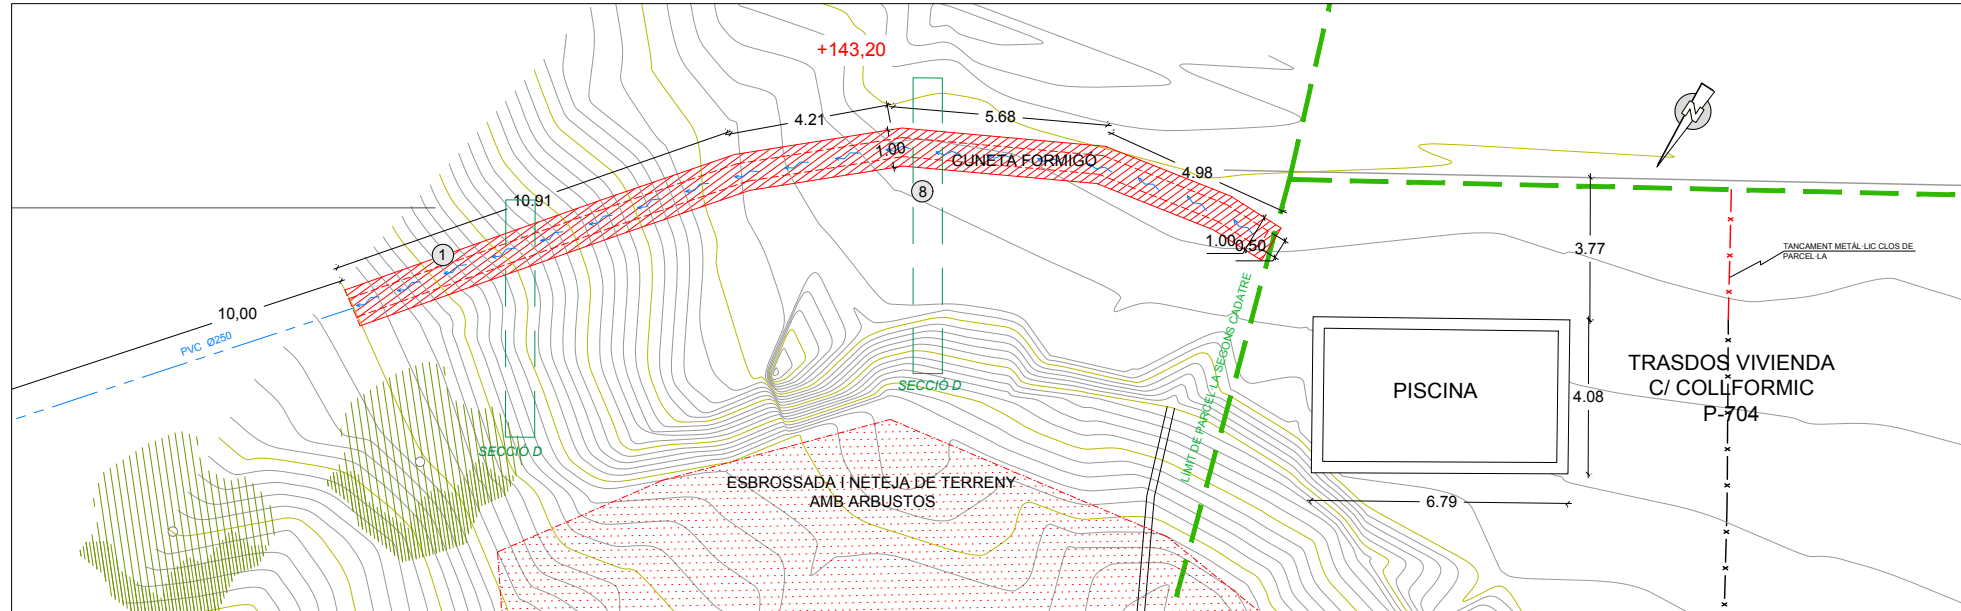 +143,20
4.21
5.68
1.00
CUNETA FORMIGÓ
4.98
N
10.91
8
1
1.00
0.50
3.77
TANCAMENT METÀL·LIC CLOS DE
PARCEL·LA
10,00
PVC Ø250
LÍMIT DE PARCEL·LA SEGONS CADATRE
SECCIÓ D
SECCIÓ D
PISCINA
4.08
TRASDOS VIVIENDA
C/ COLLFORMIC
P-704
ESBROSSADA I NETEJA DE TERRENY
AMB ARBUSTOS
6.79